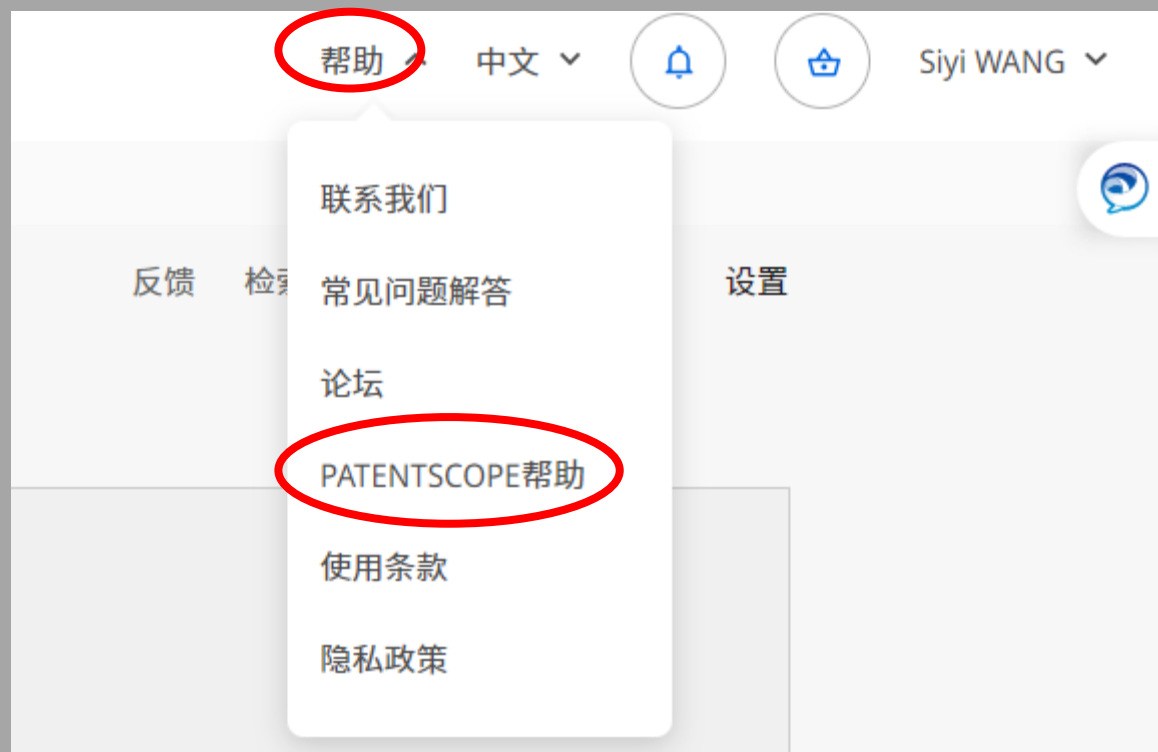 帮助 中文 Siyi WANG
联系我们
反馈 检 设置
常见问题解答
论坛
PATENTSCOPE帮助
使用条款
隐私政策